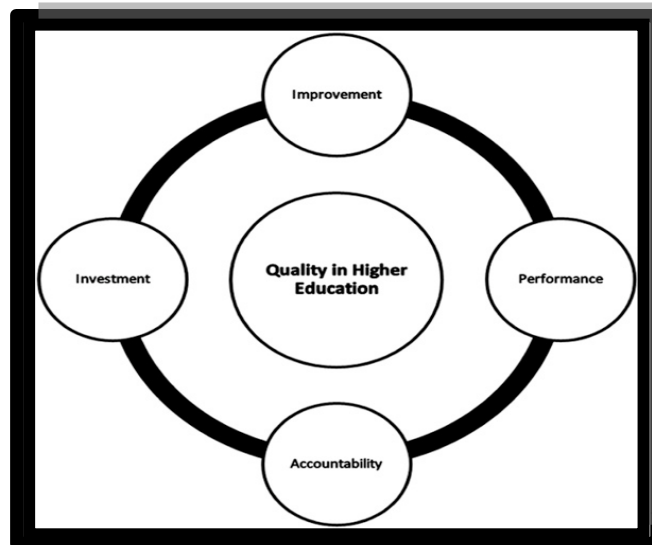 Improvement
Investment
Quality in Higher
Education
Performance
Accountability